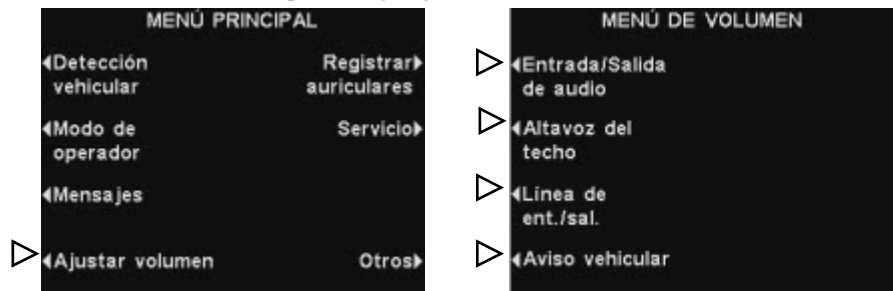 MENÚ PRINCIPAL
Detección
vehicular
Registrar
auriculares
Modo de
operador
Servicio
Mensajes
Ajustar volumen
Otros
MENÚ DE VOLUMEN
Entrada/Salida
de audio
Altavoz del
techo
Línea de
ent./sal.
Aviso vehicular